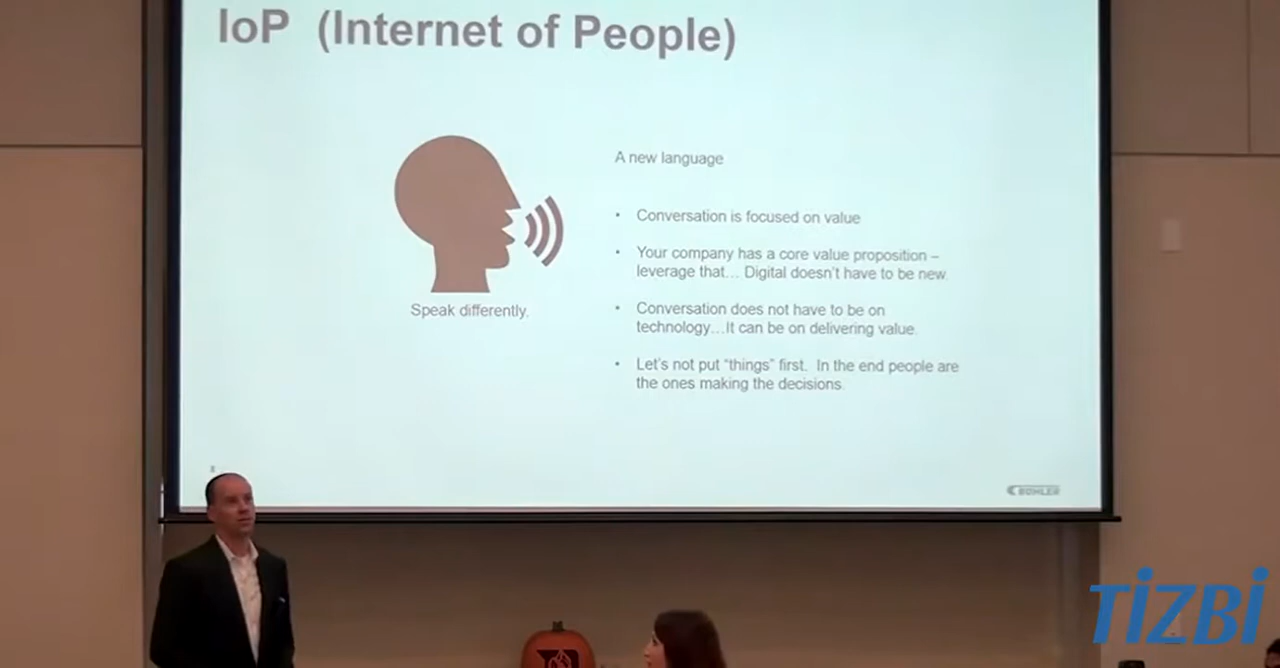 IoP (Internet of People)
A new language
• Conversation is focused on value
• Your company has a core value proposition –
leverage that… Digital doesn't have to be new.
• Conversation does not have to be on
technology…It can be on delivering value.
• Let's not put “things” first. In the end people are
the ones making the decisions.
Speak differently.
TiZBi